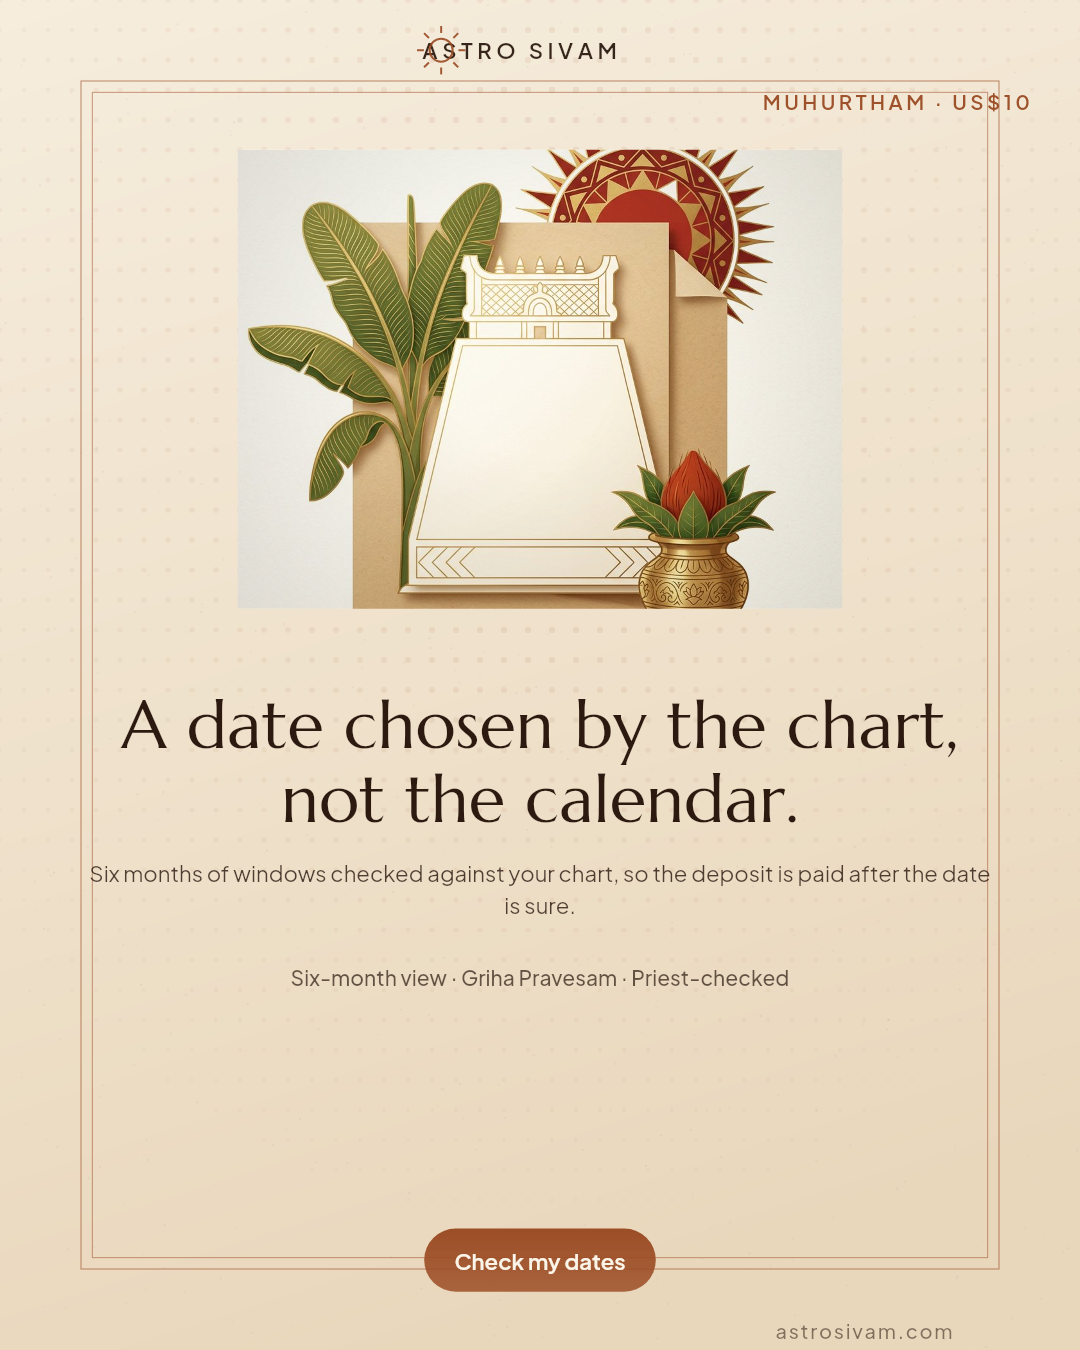 ASTRO SIVAM
MUHURTHAM · US$10
A date chosen by the chart,
not the calendar.
Six months of windows checked against your chart, so the deposit is paid after the date
is sure.
Six-month view · Griha Pravesam · Priest-checked
Check my dates
astrosivam.com